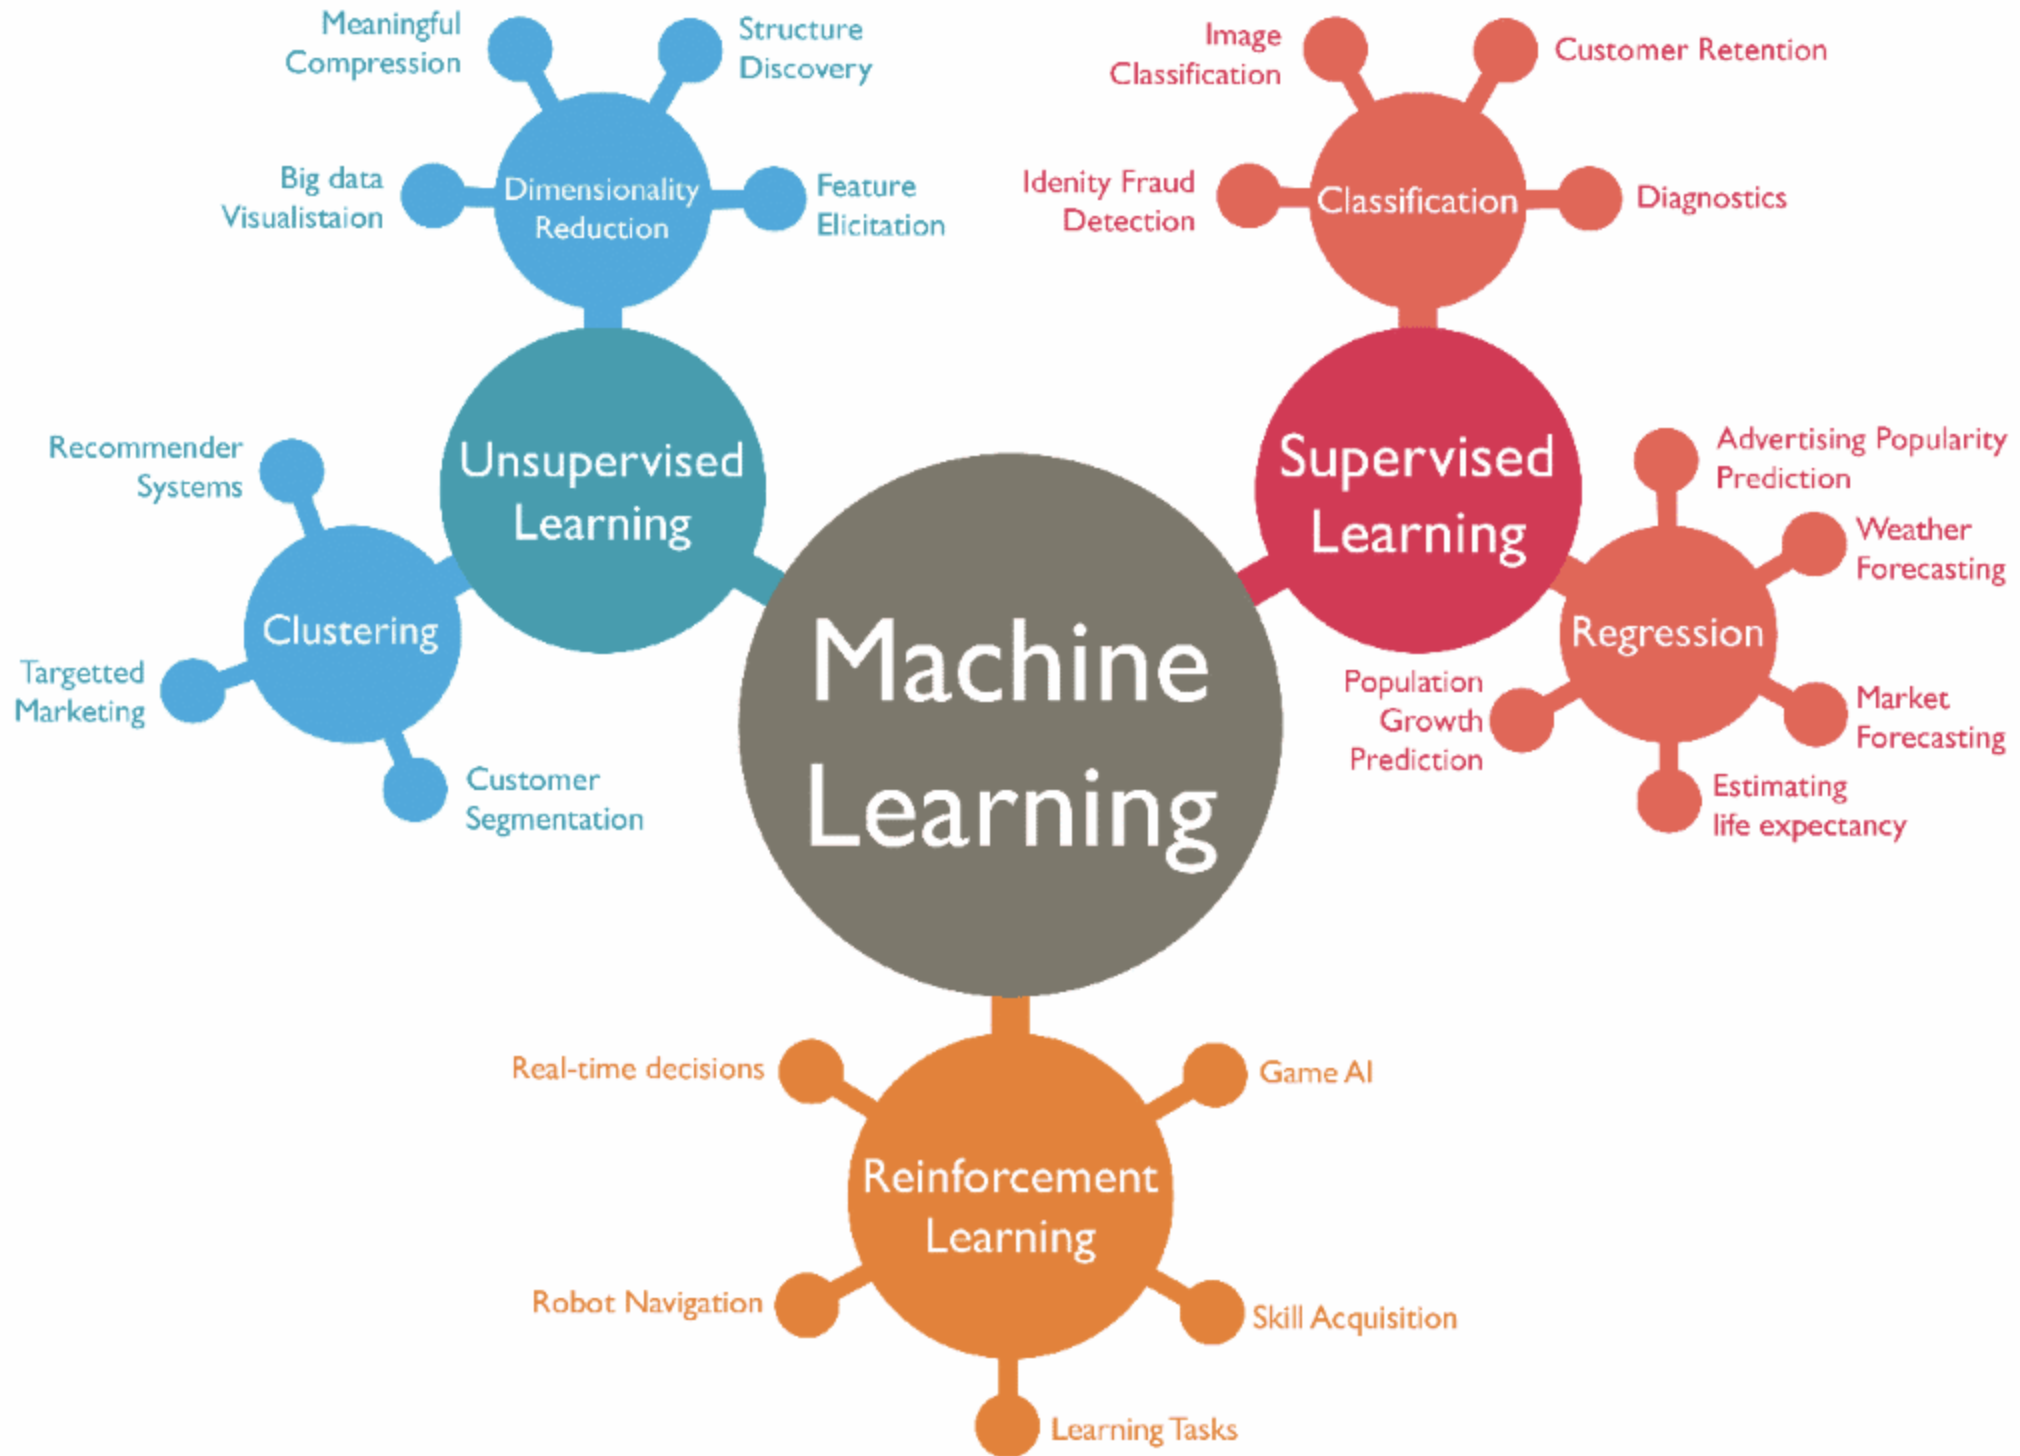 Meaningful
Compression
Structure
Discovery
Big data
Visualistaion
Dimensionality
Reduction
Feature
Elicitation
Image
Classification
Customer Retention
Idenity Fraud
Detection
Classification
Diagnostics
Unsupervised
Learning
Supervised
Learning
Recommender
Systems
Clustering
Targetted
Marketing
Customer
Segmentation
Machine
Learning
Advertising Popularity
Prediction
Weather
Forecasting
Regression
Population
Growth
Prediction
Market
Forecasting
Estimating
life expectancy
Real-time decisions
Game AI
Reinforcement
Learning
Robot Navigation
Skill Acquisition
Learning Tasks